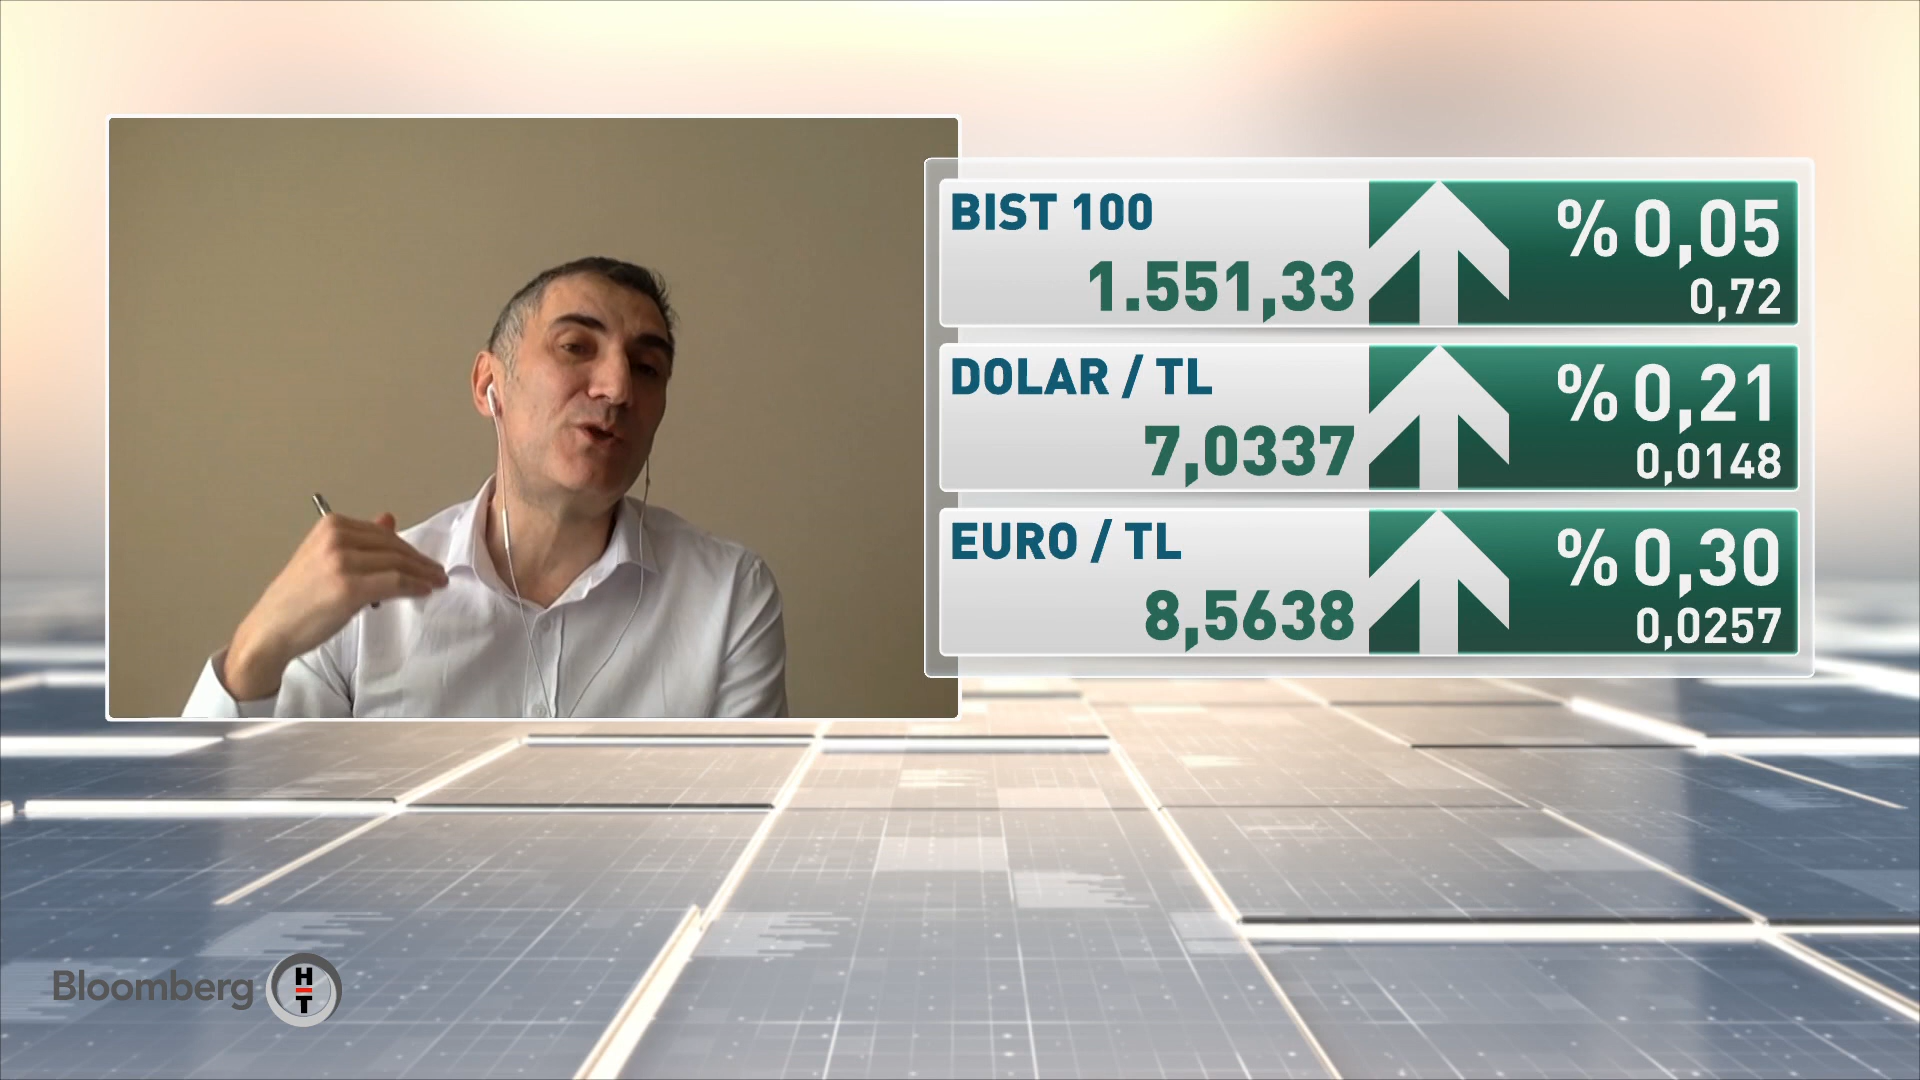 BIST 100
1.551,33
% 0,05
0,72
DOLAR / TL
7,0337
% 0,21
0,0148
EURO / TL
8,5638
% 0,30
0,0257
Bloomberg HT